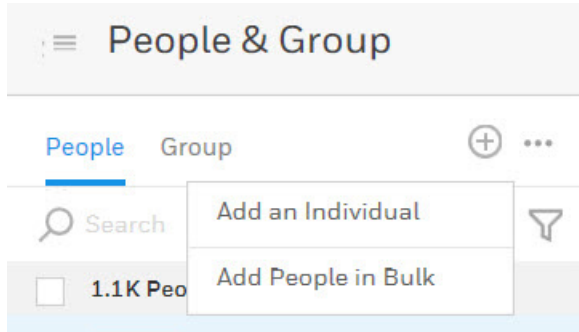 People & Group
People Group
Search
Add an Individual
Add People in Bulk
1.1K Peo